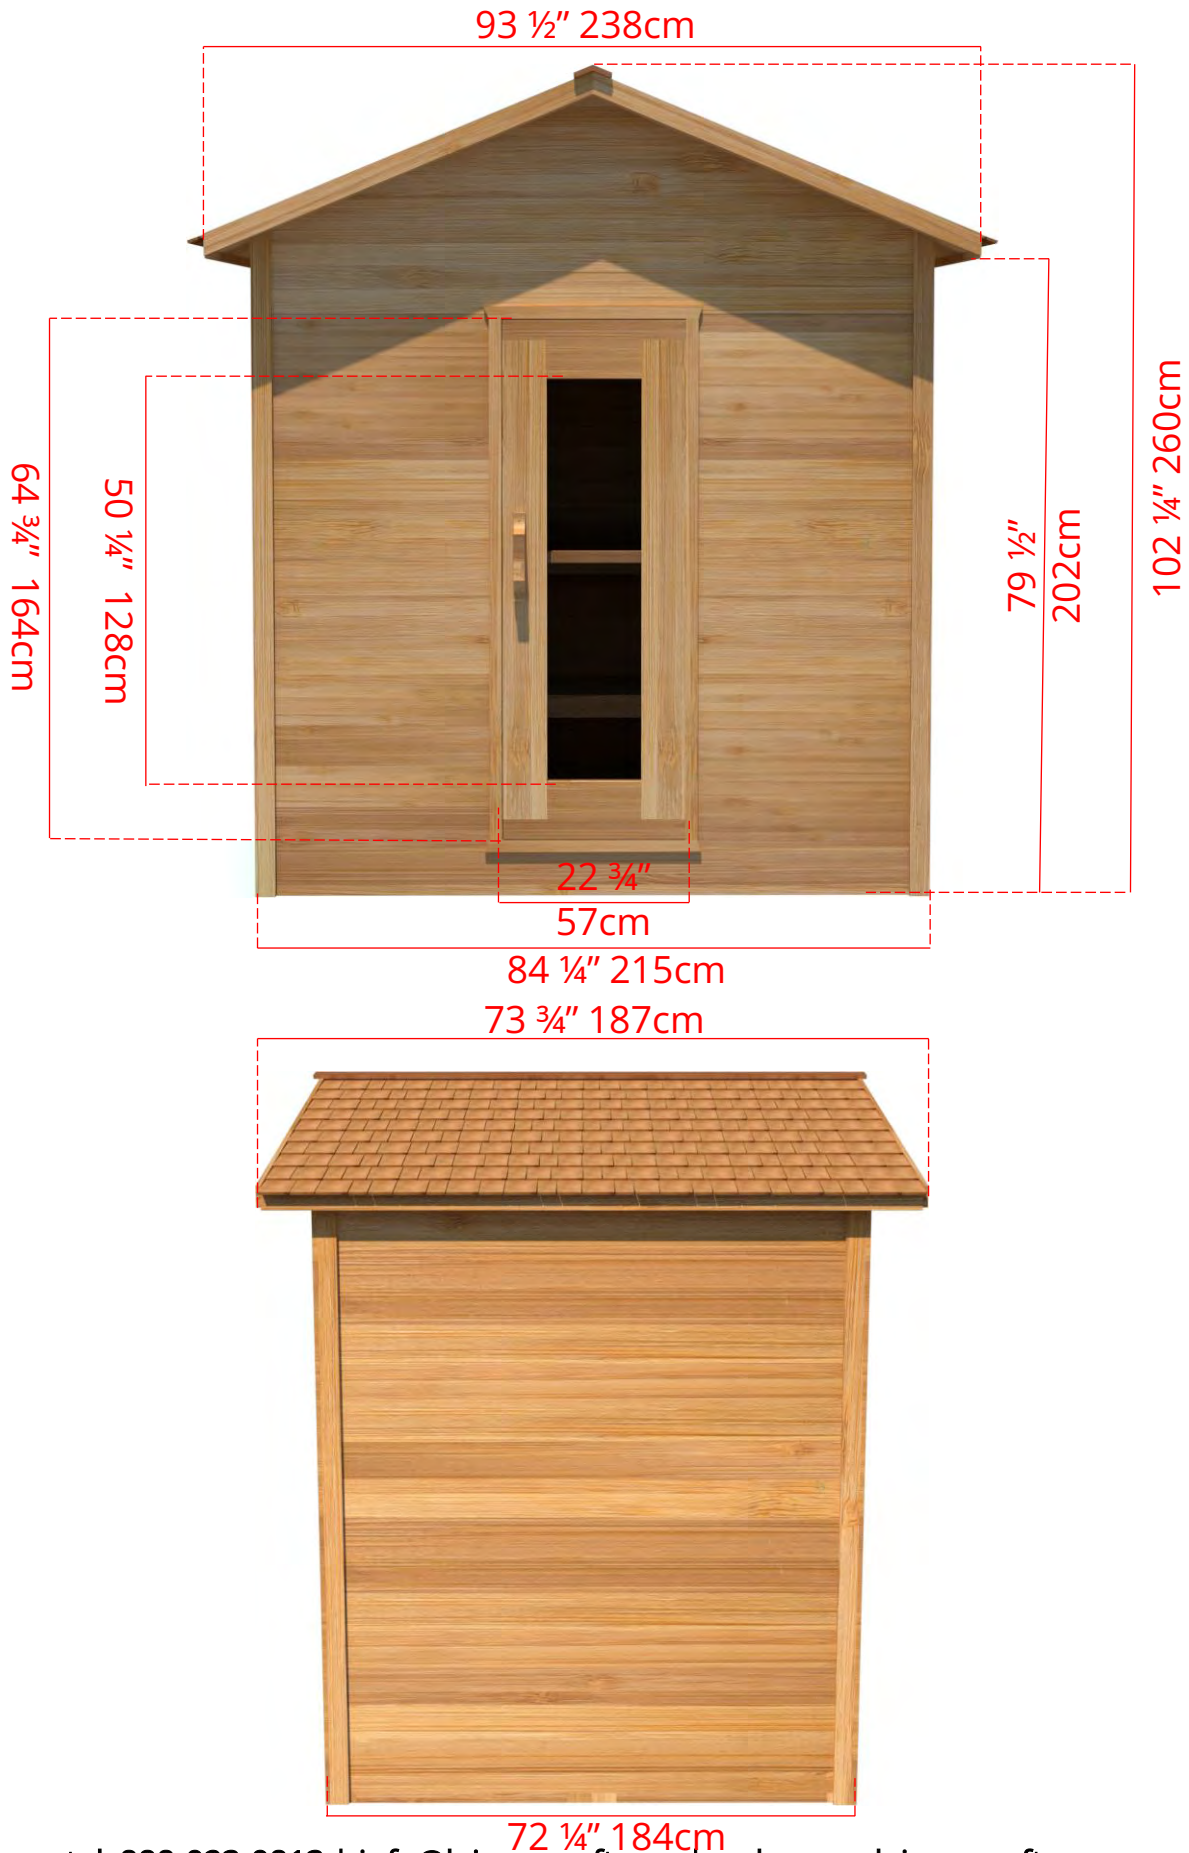 93 ½” 238cm
102 ¼” 260cm
79 ½”
202cm
64 ¾” 164cm
50 ¼” 128cm
22 ¾”
57cm
84 ¼” 215cm
73 ¾” 187cm
72 ¼” 184cm